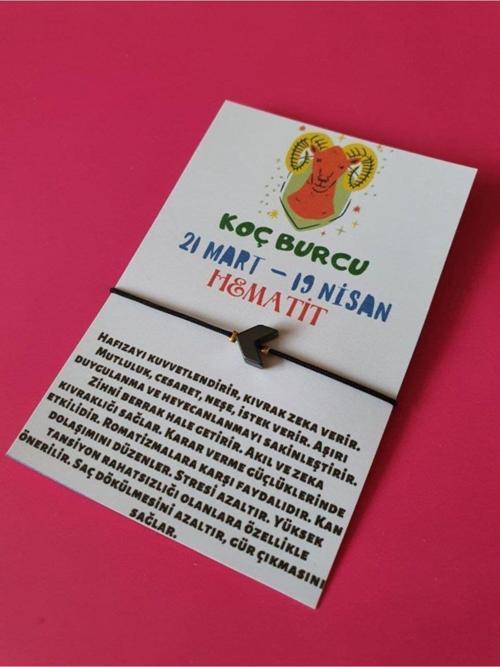 KOÇ BURCU
21 MART – 19 NİSAN
HEMATİT
HAFIZAYI KUVVETLENDİRİR, KIVRAK ZEKA VERİR.
MUTLULUK, CESARET, NEŞE, İSTEK VERİR. AŞIRI
DUYGULANMA VE HEYECANLANMAYI SAKİNLEŞTİRİR.
ZİHNİ BERRAK HALE GETİRİR. AKIL VE ZEKA
KIVRAKLIĞI SAĞLAR. KARAR VERME GÜÇLÜKLERİNDE
ETKİLİDİR. ROMATİZMALARA KARŞI FAYDALIDIR. KAN
DOLAŞIMINI DÜZENLER. STRESİ AZALTIR. YÜKSEK
TANSİYON RAHATSIZLIĞI OLANLARA ÖZELLİKLE
ÖNERİLİR. SAÇ DÖKÜLMESİNİ AZALTIR, GÜR ÇIKMASINI
SAĞLAR.